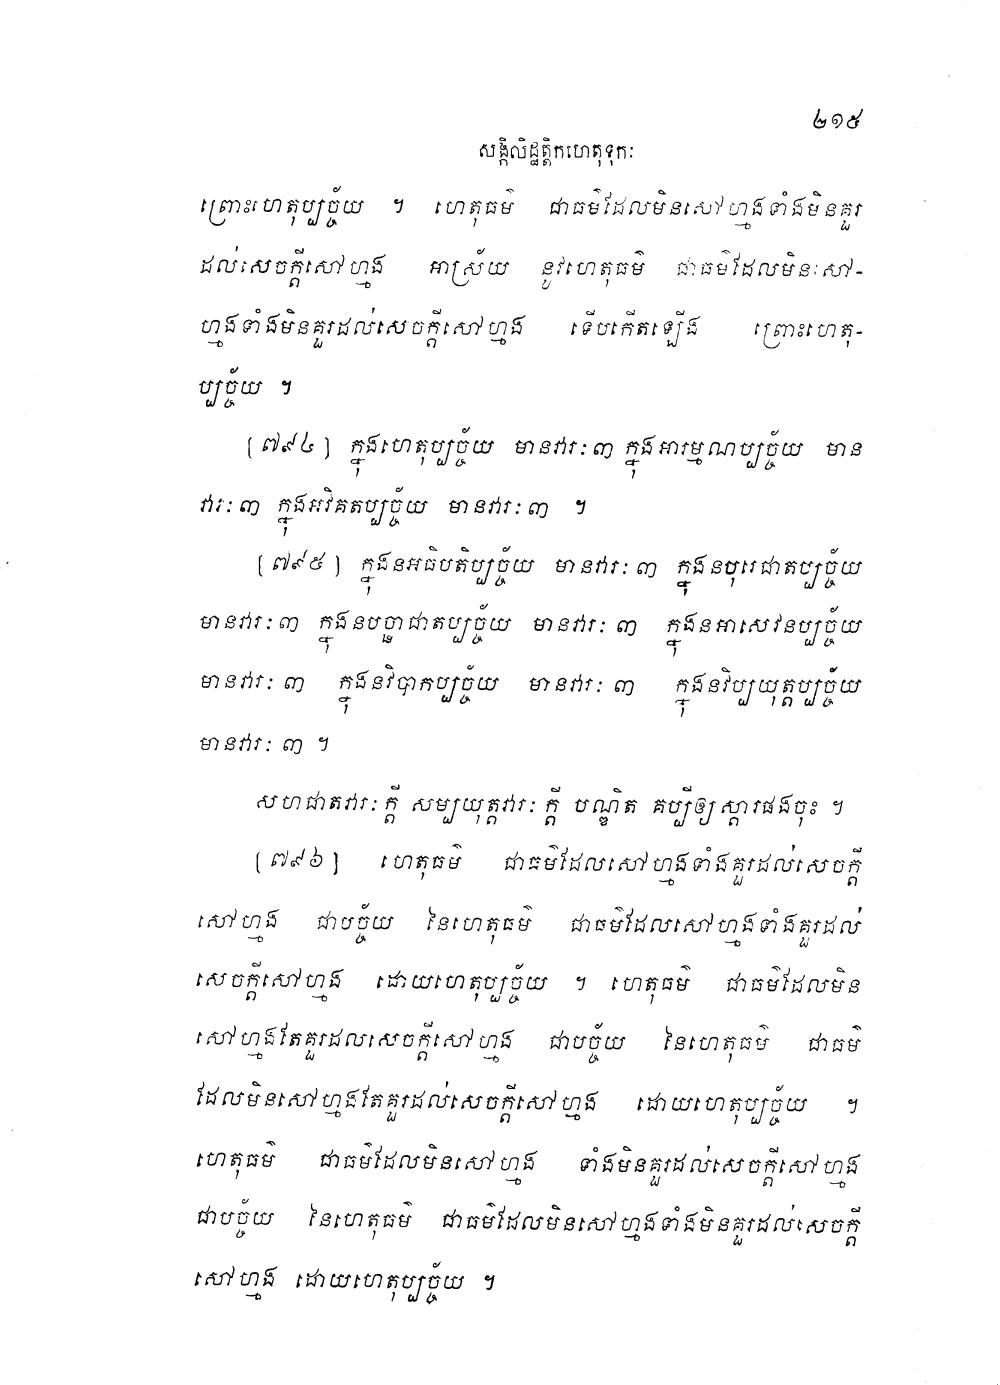 ២១៥
សង្កិលិដ្ឋត្តិកហេតុទុកៈ
ព្រោះហេតុប្បច្ច័យ ។ ហេតុធម៌ ជាធម៌ដែលមិនសៅហ្មងទាំងមិនគួរ
ដល់សេចក្តីសៅហ្មង អាស្រ័យ នូវហេតុធម៌ ជាធម៌ដែលមិនៈសៅ-
ហ្មងទាំងមិនគួរដល់សេចក្តីសៅហ្មង ទើបកើតឡើង ព្រោះហេតុ-
ប្បច្ច័យ ។
[៧៩៤] ក្នុងហេតុប្បច្ច័យ មានវារៈ៣ ក្នុងអារម្មណប្បច្ច័យ មាន
វារៈ៣ ក្នុងអវិគតប្បច្ច័យ មានវារៈ៣ ។
[៧៩៥] ក្នុងនអធិបតិប្បច្ច័យ មានវារៈ ៣ ក្នុងនបុរេជាតប្បច្ច័យ
មានវារៈ៣ ក្នុងនបច្ឆាជាតប្បច្ច័យ មានវារៈ ៣ ក្នុងនអាសេវនប្បច្ច័យ
មានវារៈ ៣ ក្នុងនវិបាកប្បច្ច័យ មានវារៈ ៣ ក្នុងនវិប្បយុត្តប្បច្ច័យ
មានវារៈ ៣ ។
សហជាតវារៈក្តី សម្បយុត្តវារៈក្តី បណ្ឌិត គប្បីឲ្យស្តារផងចុះ ។
[៧៩៦] ហេតុធម៌ ជាធម៌ដែលសៅហ្មងទាំងគួរដល់សេចក្តី
សៅហ្មង ជាបច្ច័យ នៃហេតុធម៌ ជាធម៌ដែលសៅហ្មងទាំងគួរដល់
សេចក្តីសៅហ្មង ដោយហេតុប្បច្ច័យ ។ ហេតុធម៌ ជាធម៌ដែលមិន
សៅហ្មងតែគួរដលសេចក្តីសៅហ្មង ជាបច្ច័យ នៃហេតុធម៌ ជាធម៌
ដែលមិនសៅហ្មងតែគួរដល់សេចក្តីសៅហ្មង ដោយហេតុប្បច្ច័យ ។
ហេតុធម៌ ជាធម៌ដែលមិនសៅហ្មង ទាំងមិនគួរដល់សេចក្តីសៅហ្មង
ជាបច្ច័យ នៃហេតុធម៌ ជាធម៌ដែលមិនសៅហ្មងទាំងមិនគួរដល់សេចក្តី
សៅហ្មង ដោយហេតុប្បច្ច័យ ។